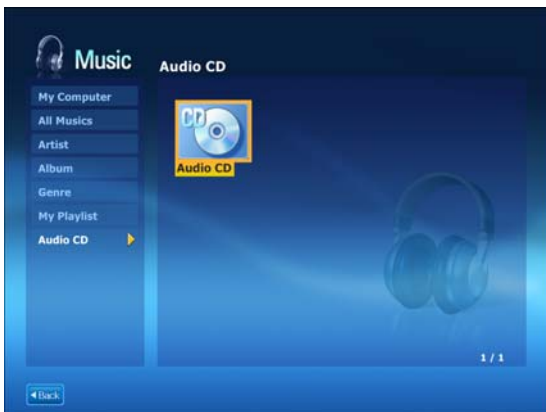 Music
Audio CD
My Computer
All Musics
Artist
Album
Genre
My Playlist
Audio CD
CD
Audio CD
1 / 1
Back